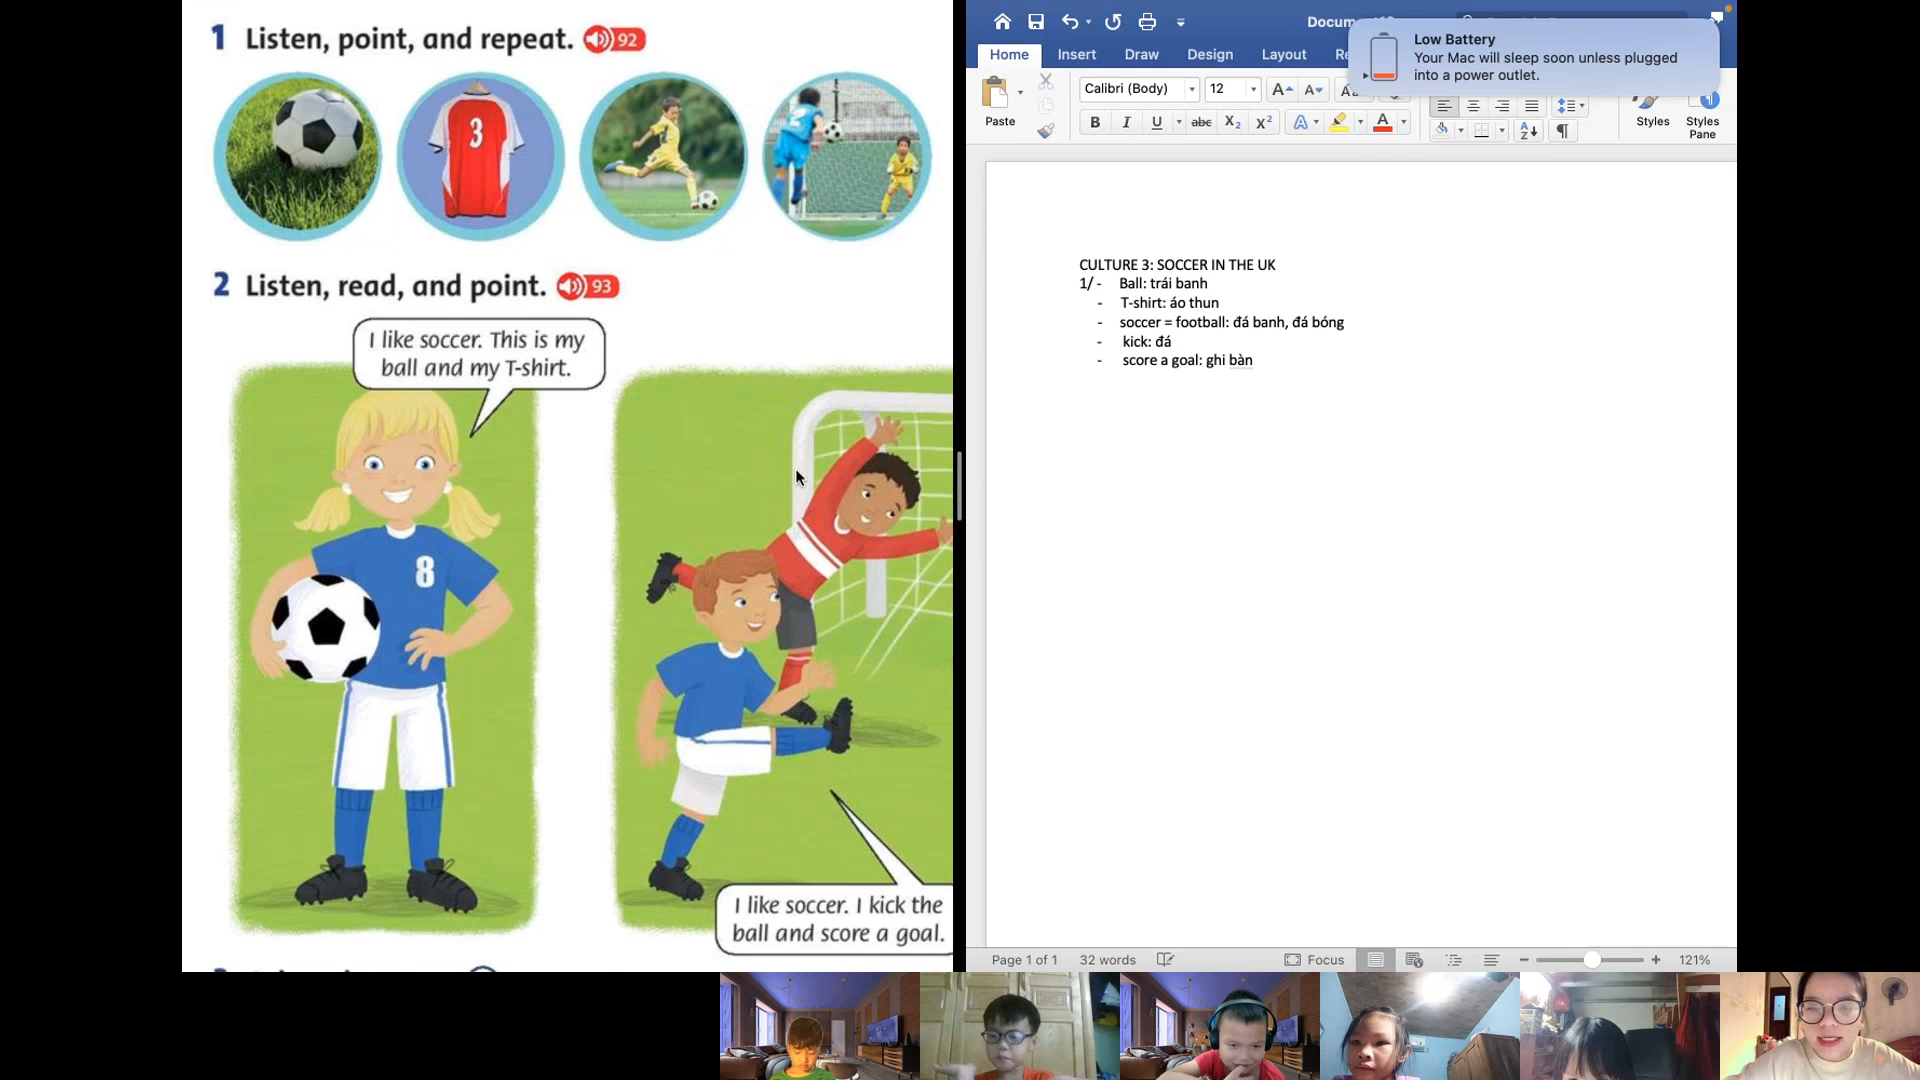 1 Listen, point, and repeat. 92
3
2 Listen, read, and point. 93
I like soccer. This is my
ball and my T-shirt.
8
I like soccer. I kick the
ball and score a goal.
Low Battery
Your Mac will sleep soon unless plugged
into a power outlet.
Home Insert Draw Design Layout
Paste
Calibri (Body) 12
Styles
Styles
Pane
CULTURE 3: SOCCER IN THE UK
1/ - Ball: trái banh
- T-shirt: áo thun
- soccer = football: đá banh, đá bóng
- kick: đá
- score a goal: ghi bàn
Page 1 of 1 32 words Focus 121%